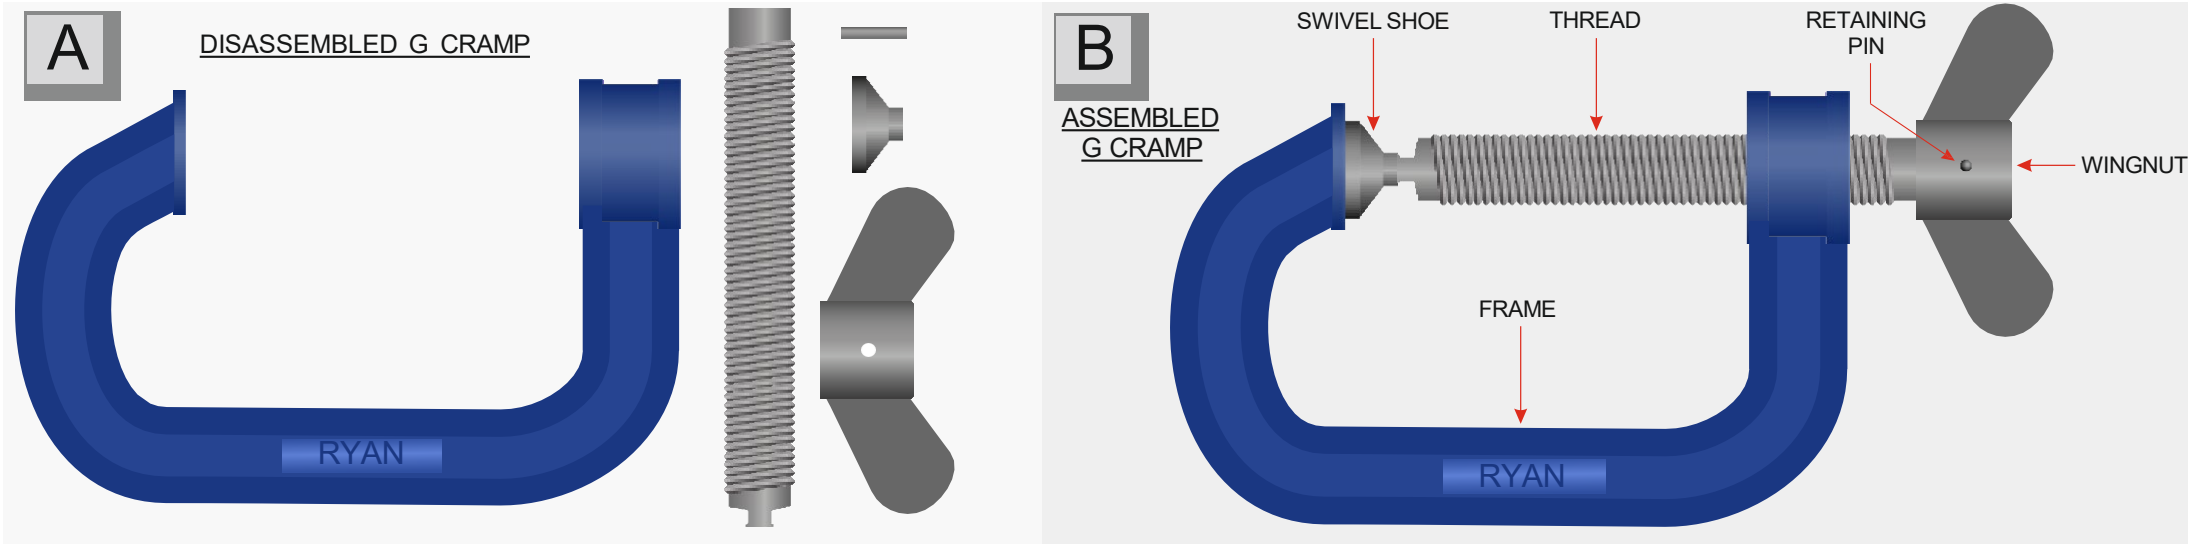 A
DISASSEMBLED G CRAMP
RYAN
B
ASSEMBLED
G CRAMP
SWIVEL SHOE
THREAD
RETAINING
PIN
WINGNUT
FRAME
RYAN